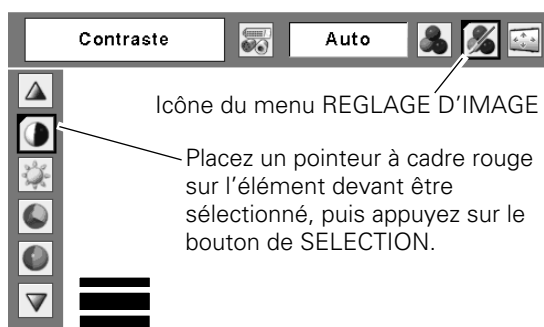 Contraste
Auto
Icône du menu REGLAGE D'IMAGE
Placez un pointeur à cadre rouge
sur l'élément devant être
sélectionné, puis appuyez sur le
bouton de SELECTION.